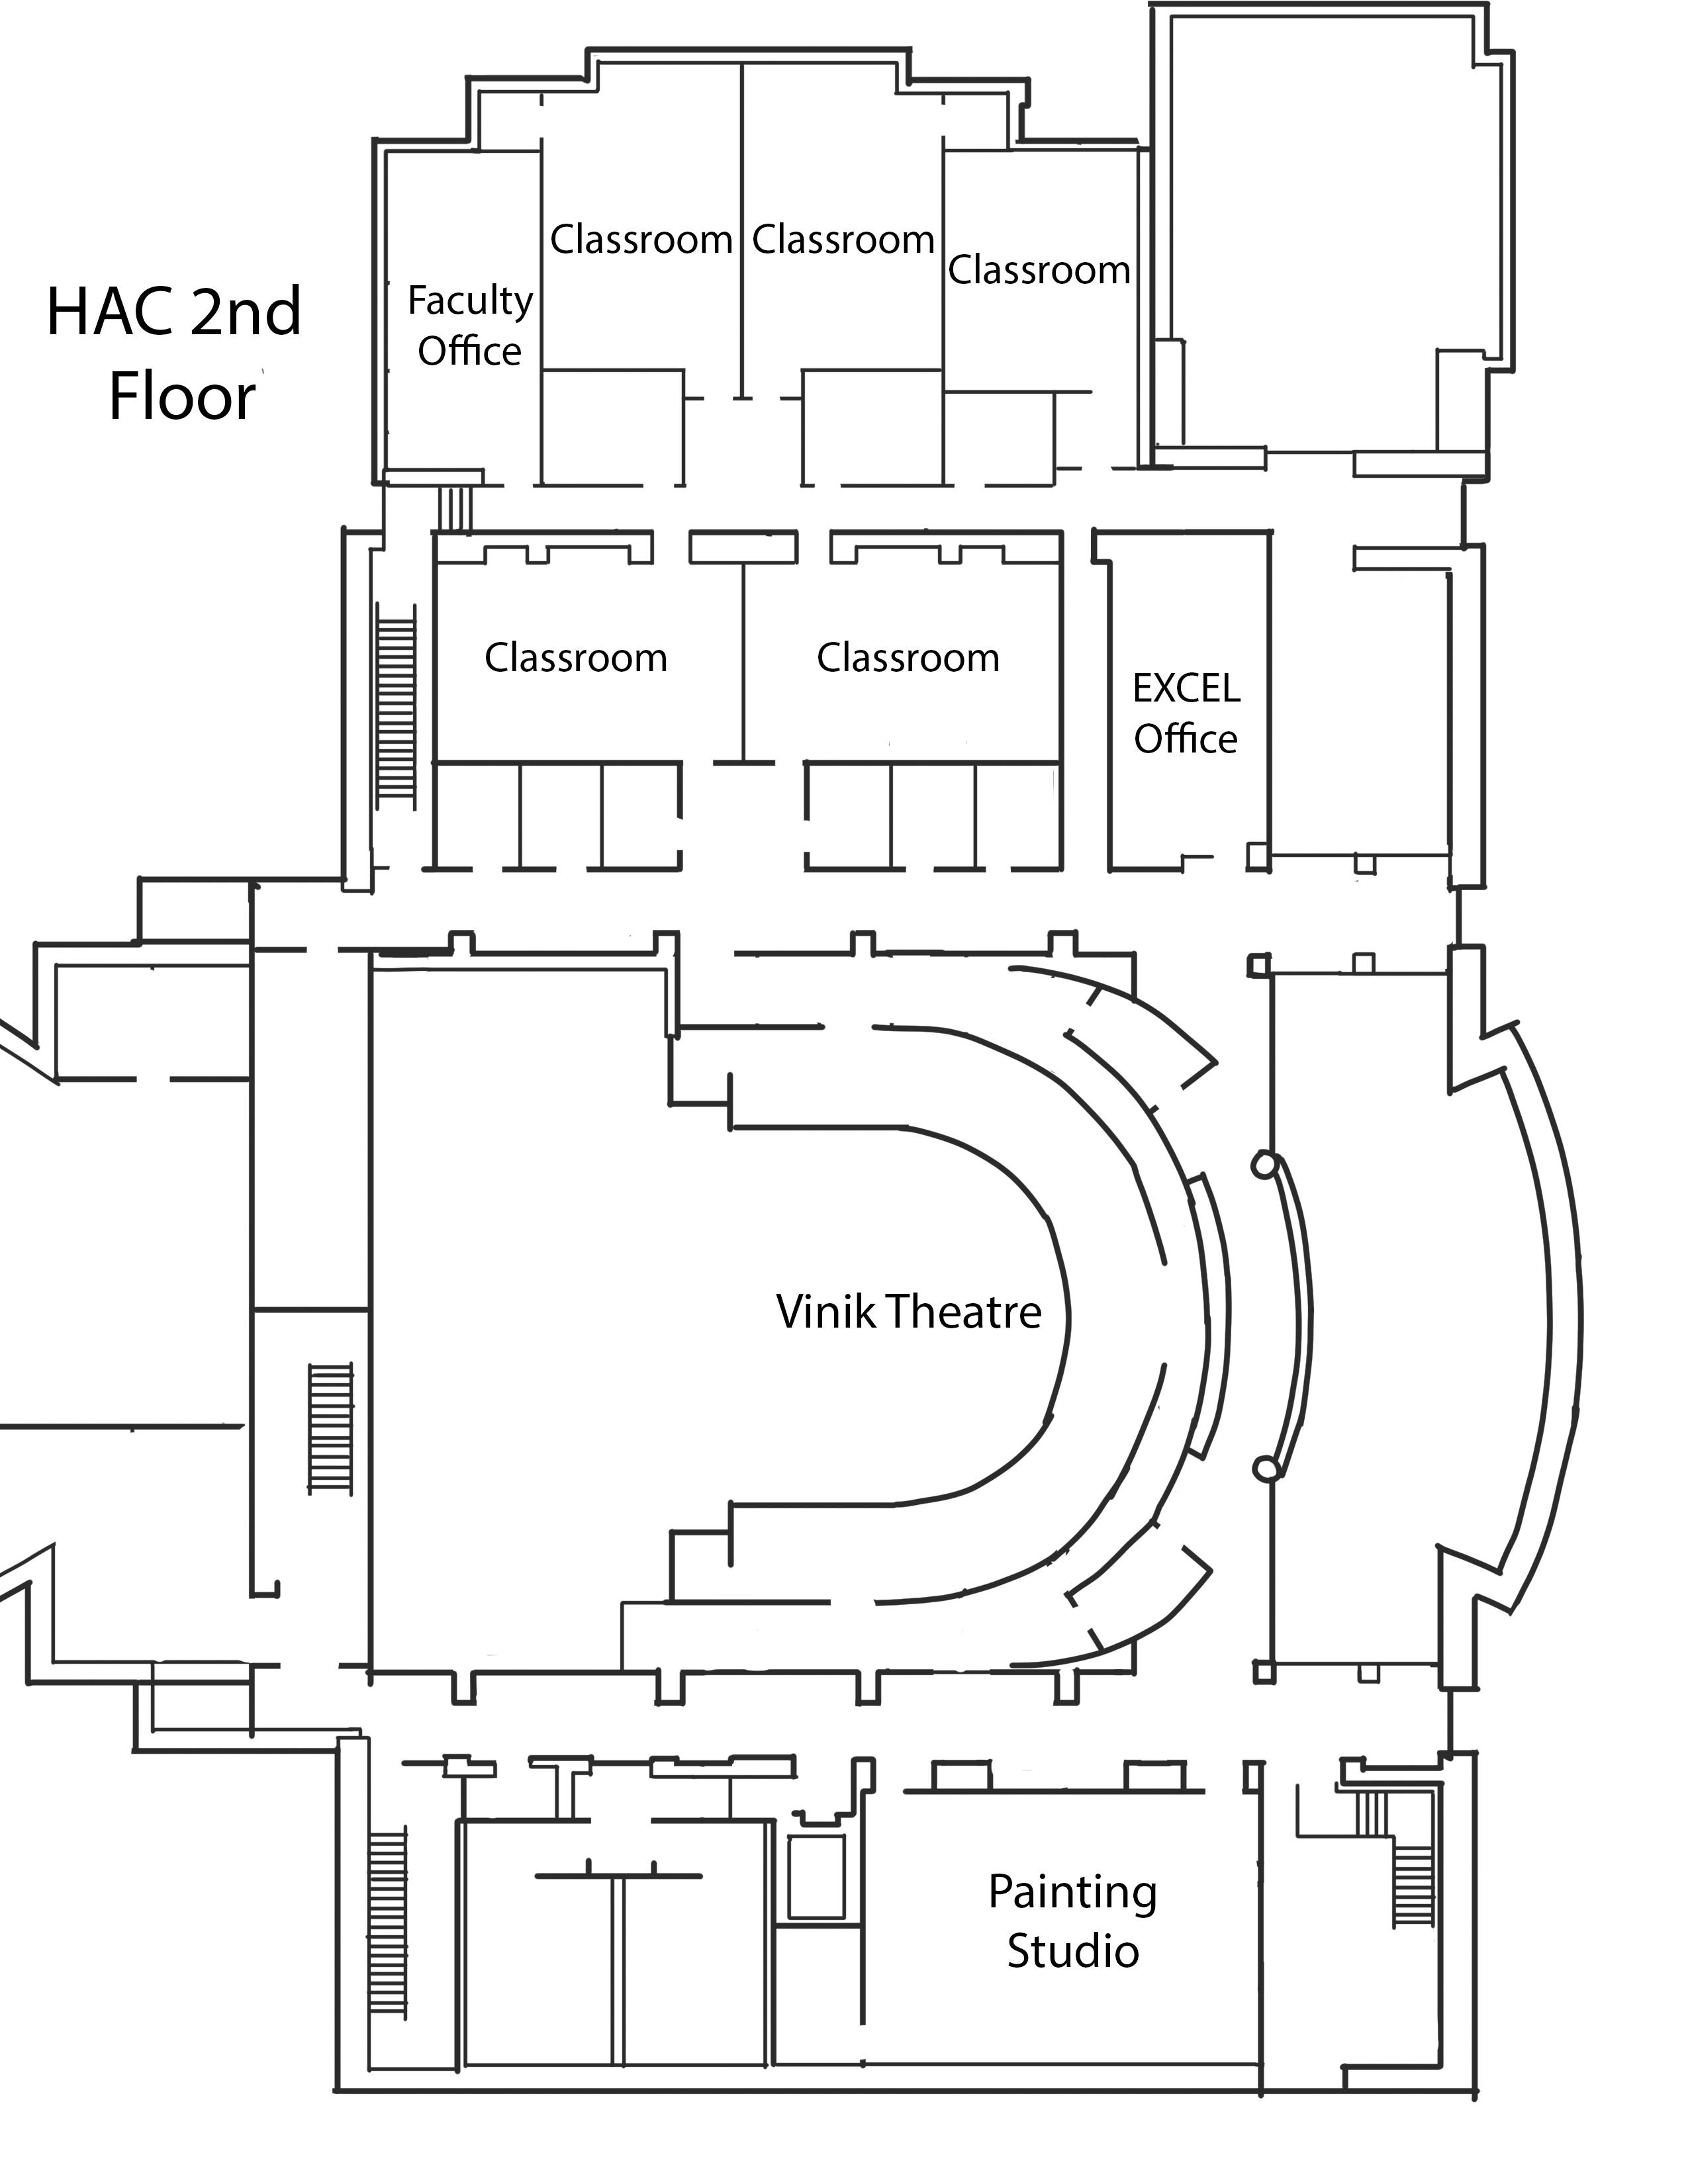 HAC 2nd
Floor
Classroom
Classroom
Classroom
Faculty
Office
Classroom
Classroom
EXCEL
Office
Vinik Theatre
Painting
Studio